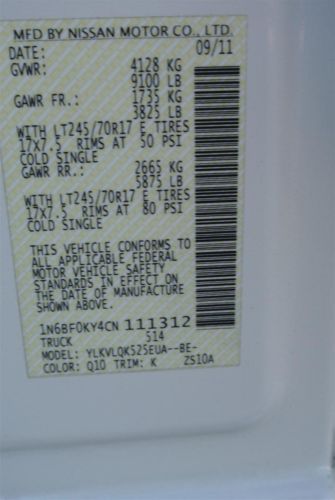 MFD BY NISSAN MOTOR CO., LTD.
DATE: 09/11
GVWR: 4128 KG
9100 LB
GAWR FR.: 1735 KG
3825 LB
WITH LT245/70R17 E TIRES
17X7.5 RIMS AT 50 PSI
COLD SINGLE
GAWR RR.: 2665 KG
5875 LB
WITH LT245/70R17 E TIRES
17X7.5 RIMS AT 80 PSI
COLD SINGLE
THIS VEHICLE CONFORMS TO
ALL APPLICABLE FEDERAL
MOTOR VEHICLE SAFETY
STANDARDS IN EFFECT ON
THE DATE OF MANUFACTURE
SHOWN ABOVE.
1N6BF0KY4CN 111312
TRUCK 514
MODEL: YLKVLQK525EUA--BE-
COLOR: Q10 TRIM: K ZS10A